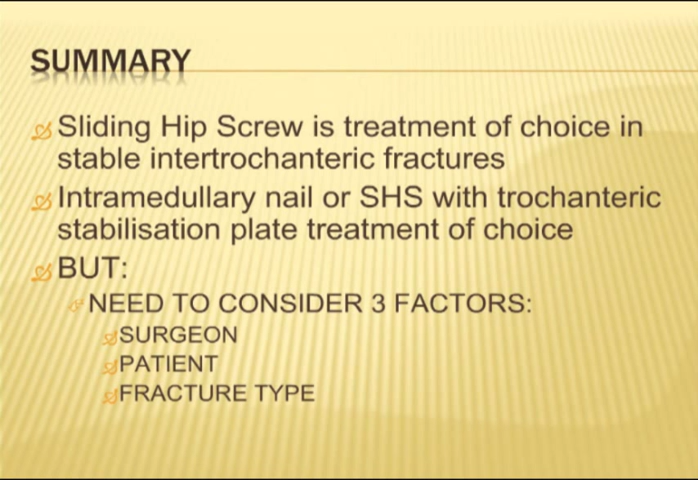 SUMMARY
Sliding Hip Screw is treatment of choice in
stable intertrochanteric fractures
Intramedullary nail or SHS with trochanteric
stabilisation plate treatment of choice
BUT:
NEED TO CONSIDER 3 FACTORS:
SURGEON
PATIENT
FRACTURE TYPE